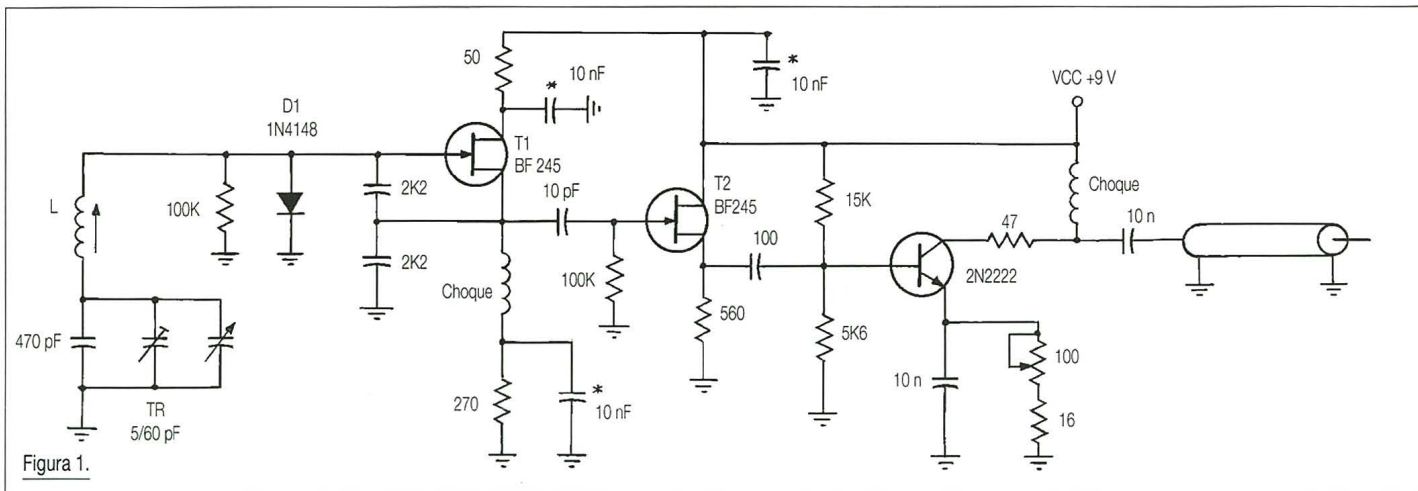 50
*
10 nF
*
10 nF
VCC +9 V
D1
1N4148
T1
BF 245
L
100K
2K2
10 pF
T2
BF245
15K
Choque
47
10 n
2K2
Choque
100K
100
2N2222
470 pF
560
5K6
TR
5/60 pF
270
*
10 nF
10 n
100
16
Figura 1.